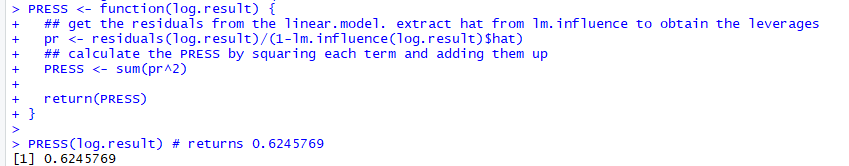 > PRESS <- function(log.result) {
+   ## get the residuals from the linear.model. extract hat from lm.influence to obtain the leverages
+   pr <- residuals(log.result)/(1-lm.influence(log.result)$hat)
+   ## calculate the PRESS by squaring each term and adding them up
+   PRESS <- sum(pr^2)
+
+   return(PRESS)
+ }
>
> PRESS(log.result) # returns 0.6245769
[1] 0.6245769